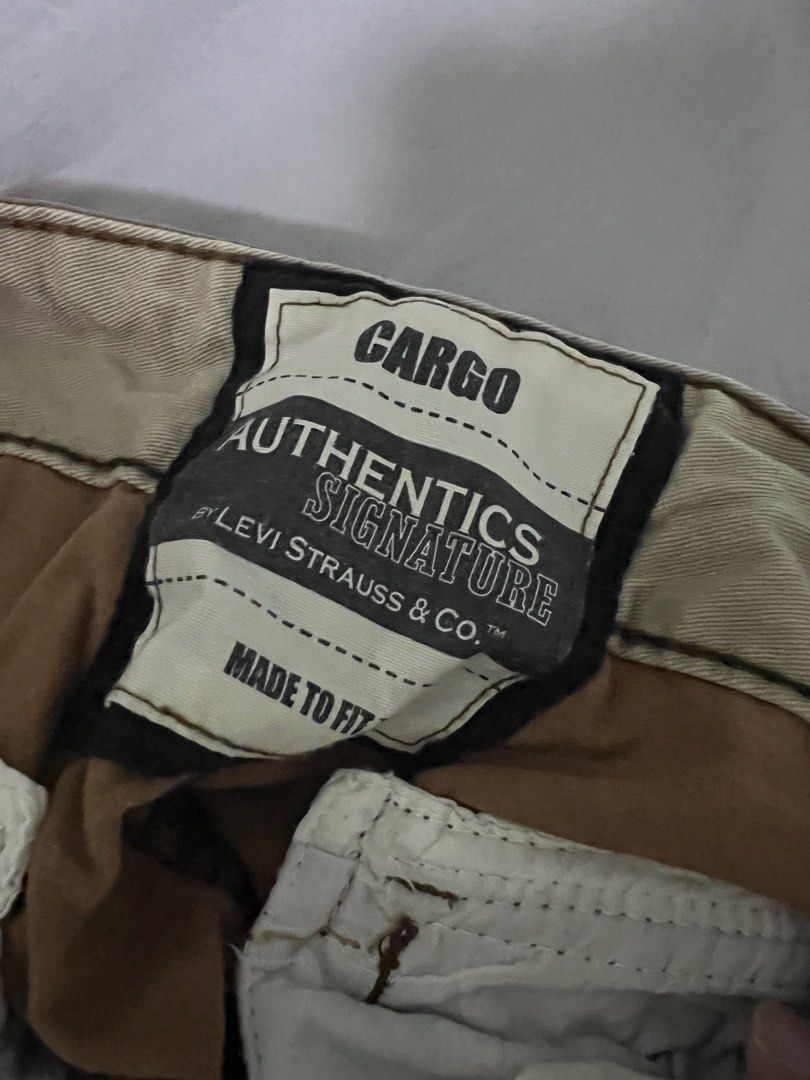 CARGO
AUTHENTICS
SIGNATURE
BY LEVI STRAUSS & CO.™
MADE TO FIT